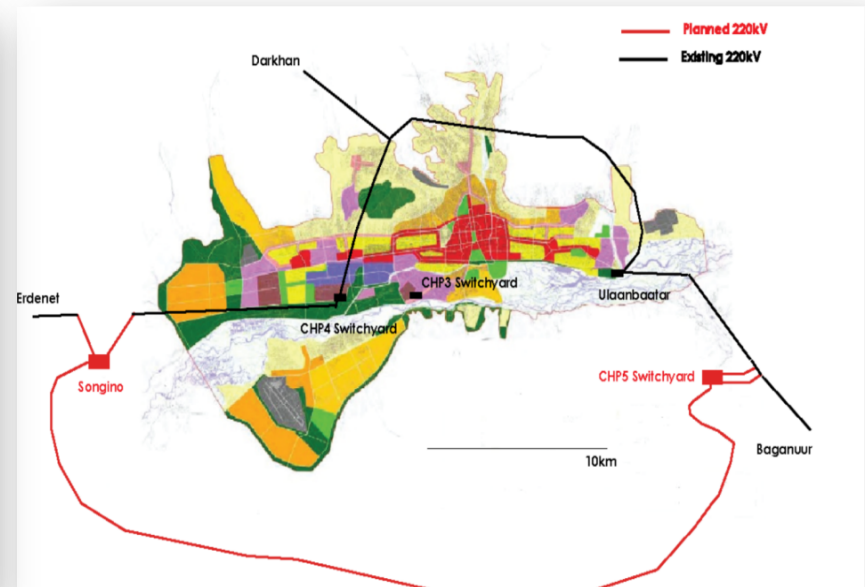 Planned 220kV
Existing 220kV
Darkhan
CHP3 Switchyard
Ulaanbaatar
Erdenet
CHP4 Switchyard
Songino
CHP5 Switchyard
Baganuur
10km